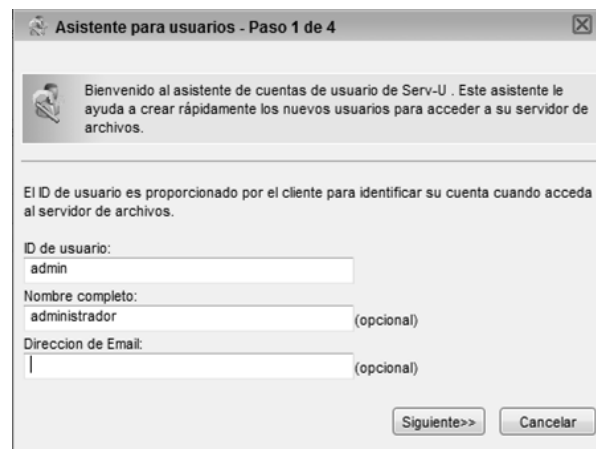 Asistente para usuarios - Paso 1 de 4
Bienvenido al asistente de cuentas de usuario de Serv-U . Este asistente le
ayuda a crear rápidamente los nuevos usuarios para acceder a su servidor de
archivos.
El ID de usuario es proporcionado por el cliente para identificar su cuenta cuando acceda
al servidor de archivos.
ID de usuario:
admin
Nombre completo:
administrador
(opcional)
Direccion de Email:
(opcional)
Siguiente>> Cancelar